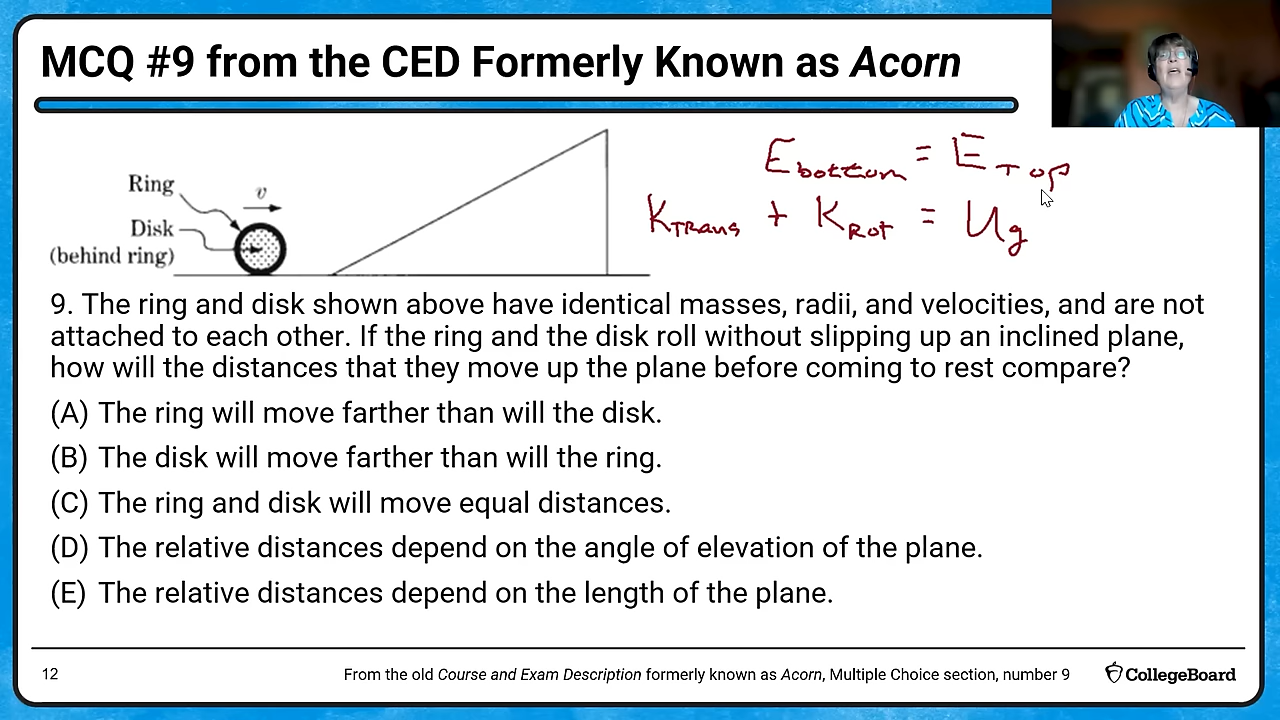 MCQ #9 from the CED Formerly Known as Acorn
Ring
v
Disk
(behind ring)
E bottom = E Top
K Trans + K Rot = U g
9. The ring and disk shown above have identical masses, radii, and velocities, and are not
attached to each other. If the ring and the disk roll without slipping up an inclined plane,
how will the distances that they move up the plane before coming to rest compare?
(A) The ring will move farther than will the disk.
(B) The disk will move farther than will the ring.
(C) The ring and disk will move equal distances.
(D) The relative distances depend on the angle of elevation of the plane.
(E) The relative distances depend on the length of the plane.
12
From the old Course and Exam Description formerly known as Acorn, Multiple Choice section, number 9
CollegeBoard